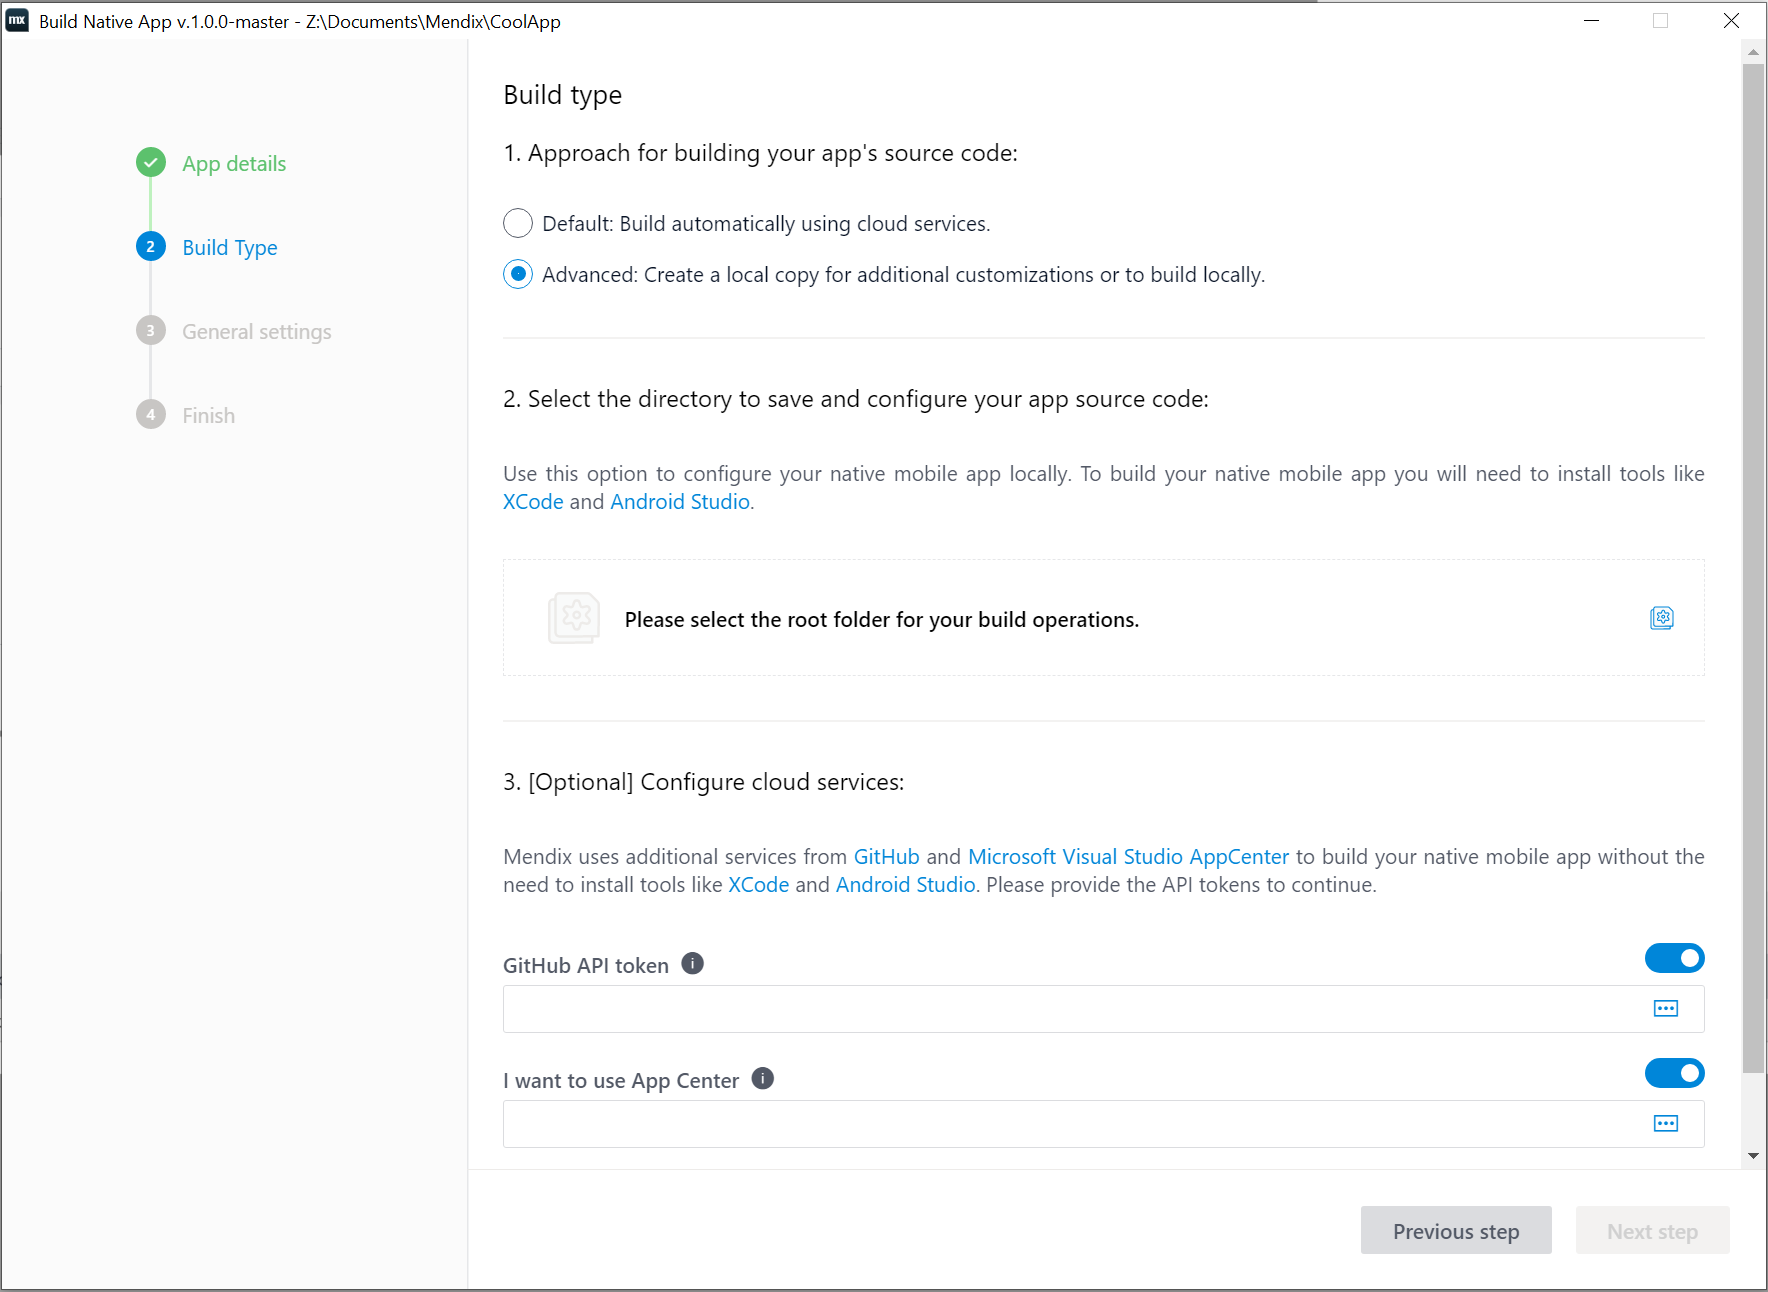 mx Build Native App v.1.0.0-master - Z:\Documents\Mendix\CoolApp
App details
2 Build Type
3 General settings
4 Finish
Build type
1. Approach for building your app's source code:
Default: Build automatically using cloud services.
Advanced: Create a local copy for additional customizations or to build locally.
2. Select the directory to save and configure your app source code:
Use this option to configure your native mobile app locally. To build your native mobile app you will need to install tools like
XCode and Android Studio.
Please select the root folder for your build operations.
3. [Optional] Configure cloud services:
Mendix uses additional services from GitHub and Microsoft Visual Studio AppCenter to build your native mobile app without the
need to install tools like XCode and Android Studio. Please provide the API tokens to continue.
GitHub API token i
I want to use App Center i
Previous step Next step